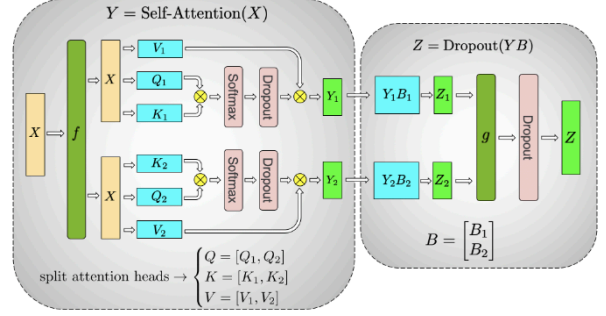 Y = Self-Attention(X)
Z = Dropout(YB)
X
f
X
V₁
Q₁
K₁
⊗
Softmax
Dropout
⊗
Y₁
Y₁B₁
Z₁
X
K₂
Q₂
V₂
⊗
Softmax
Dropout
⊗
Y₂
Y₂B₂
Z₂
g
Dropout
Z
split attention heads → { Q = [Q₁, Q₂]
K = [K₁, K₂]
V = [V₁, V₂]
B = [B₁
B₂]